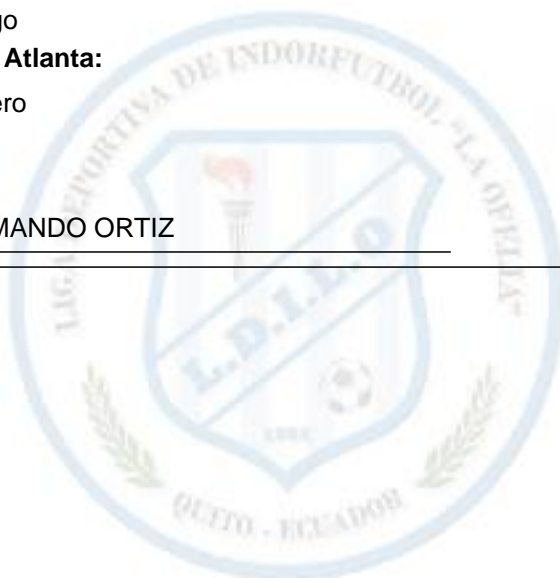 go
Atlanta:
ero
MANDO ORTIZ
LIGA DEPORTIVA DE INDORFUTBOL "LA OFELIA"
L.D.I.L.O
QUITO - ECUADOR